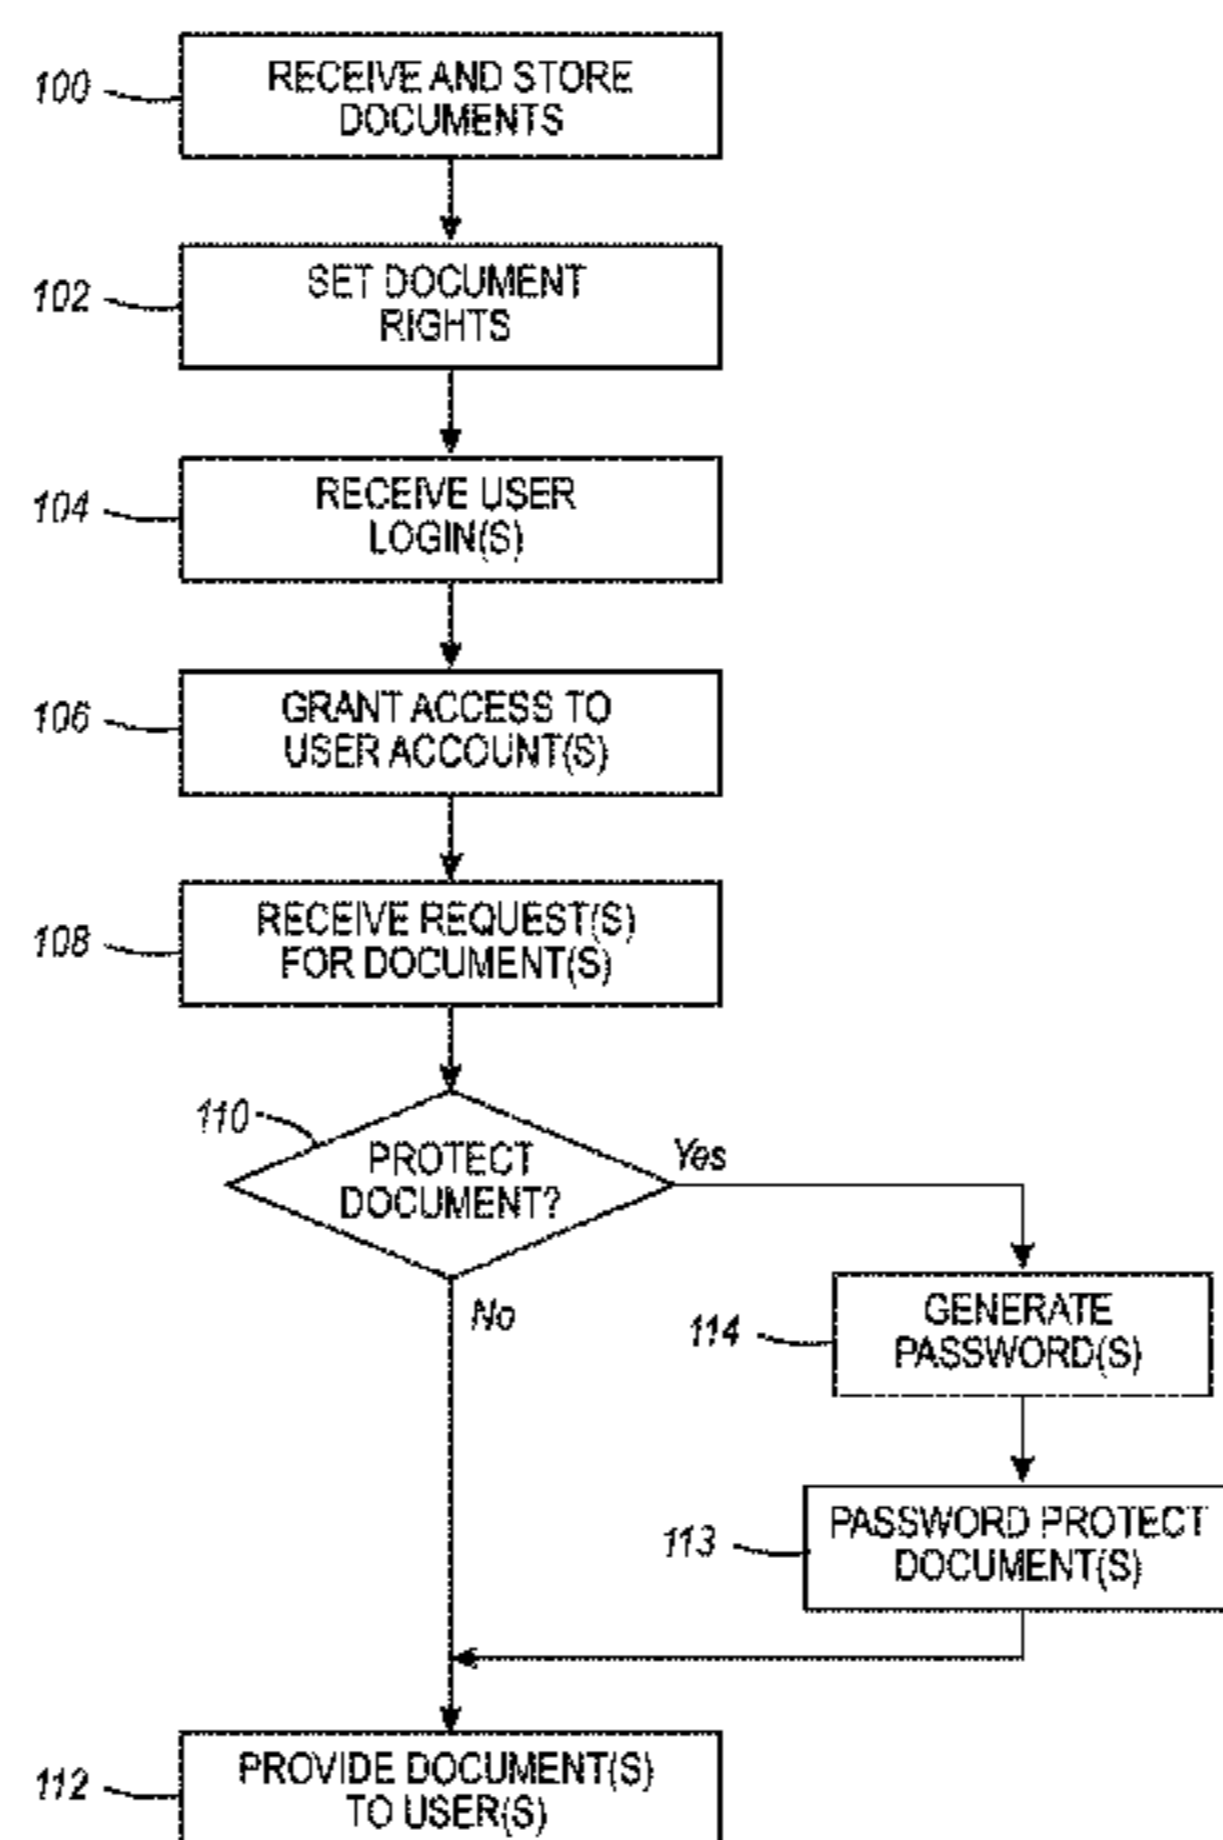 100
RECEIVE AND STORE
DOCUMENTS
102
SET DOCUMENT
RIGHTS
104
RECEIVE USER
LOGIN(S)
106
GRANT ACCESS TO
USER ACCOUNT(S)
108
RECEIVE REQUEST(S)
FOR DOCUMENT(S)
110
PROTECT
DOCUMENT?
Yes
No
114
GENERATE
PASSWORD(S)
113
PASSWORD PROTECT
DOCUMENT(S)
112
PROVIDE DOCUMENT(S)
TO USER(S)